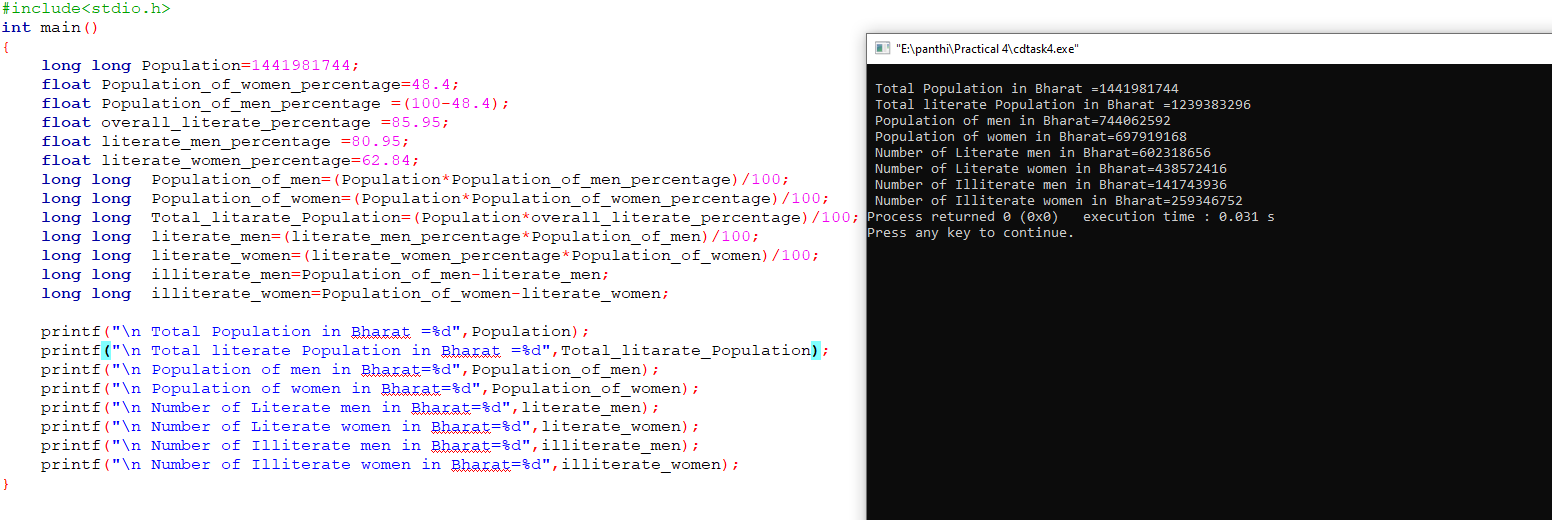 #include<stdio.h>
int main()
{
    long long Population=1441981744;
    float Population_of_women_percentage=48.4;
    float Population_of_men_percentage =(100-48.4);
    float overall_literate_percentage =85.95;
    float literate_men_percentage =80.95;
    float literate_women_percentage=62.84;
    long long  Population_of_men=(Population*Population_of_men_percentage)/100;
    long long  Population_of_women=(Population*Population_of_women_percentage)/100;
    long long  Total_litarate_Population=(Population*overall_literate_percentage)/100;
    long long  literate_men=(literate_men_percentage*Population_of_men)/100;
    long long  literate_women=(literate_women_percentage*Population_of_women)/100;
    long long  illiterate_men=Population_of_men-literate_men;
    long long  illiterate_women=Population_of_women-literate_women;

    printf("\n Total Population in Bharat =%d",Population);
    printf("\n Total literate Population in Bharat =%d",Total_litarate_Population);
    printf("\n Population of men in Bharat=%d",Population_of_men);
    printf("\n Population of women in Bharat=%d",Population_of_women);
    printf("\n Number of Literate men in Bharat=%d",literate_men);
    printf("\n Number of Literate women in Bharat=%d",literate_women);
    printf("\n Number of Illiterate men in Bharat=%d",illiterate_men);
    printf("\n Number of Illiterate women in Bharat=%d",illiterate_women);
}
"E:\panthi\Practical 4\cdtask4.exe"
 Total Population in Bharat =1441981744
 Total literate Population in Bharat =1239383296
 Population of men in Bharat=744062592
 Population of women in Bharat=697919168
 Number of Literate men in Bharat=602318656
 Number of Literate women in Bharat=438572416
 Number of Illiterate men in Bharat=141743936
 Number of Illiterate women in Bharat=259346752
Process returned 0 (0x0)   execution time : 0.031 s
Press any key to continue.